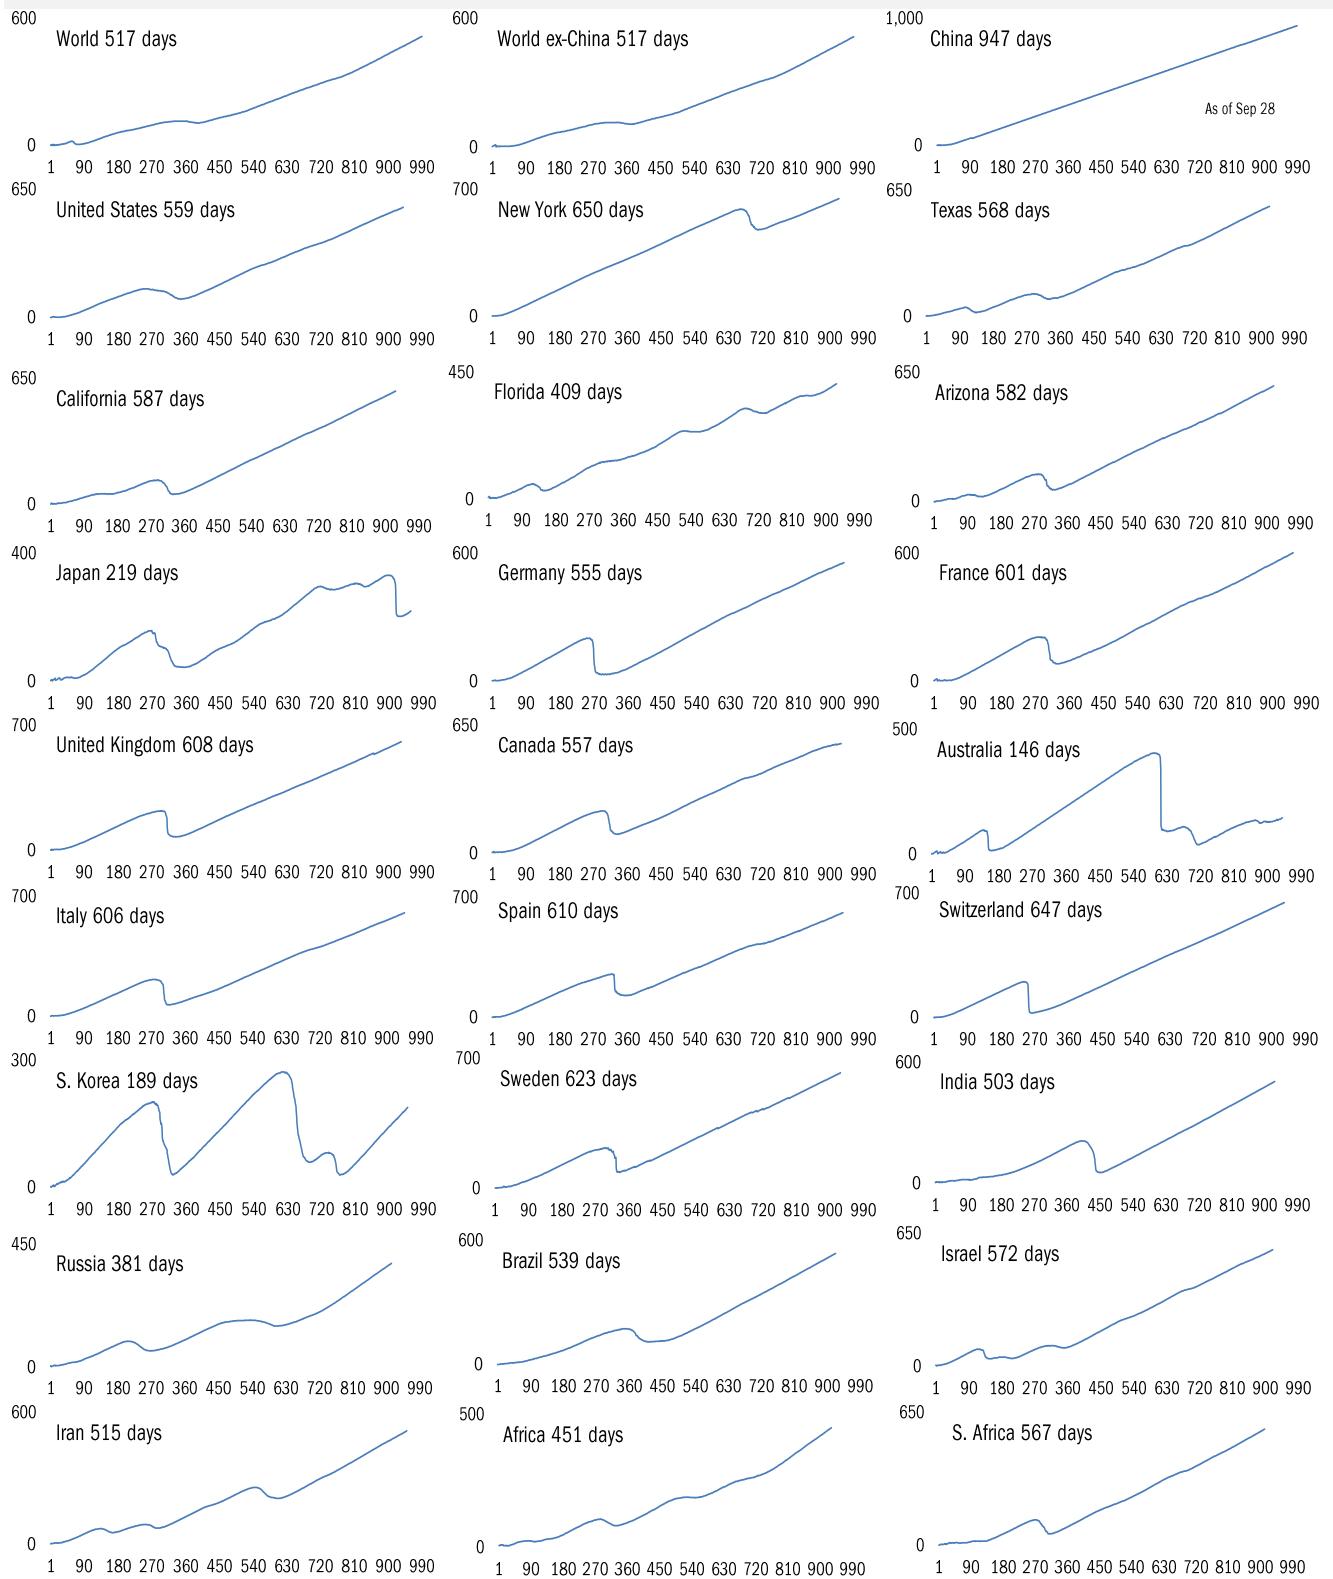 600 600 1,000
World 517 days World ex-China 517 days China 947 days
As of Sep 28
0 0 0
1 90 180 270 360 450 540 630 720 810 900 990 1 90 180 270 360 450 540 630 720 810 900 990 1 90 180 270 360 450 540 630 720 810 900 990
650 700 650
United States 559 days New York 650 days Texas 568 days
0 0 0
1 90 180 270 360 450 540 630 720 810 900 990 1 90 180 270 360 450 540 630 720 810 900 990 1 90 180 270 360 450 540 630 720 810 900 990
650 450 650
California 587 days Florida 409 days Arizona 582 days
0 0 0
1 90 180 270 360 450 540 630 720 810 900 990 1 90 180 270 360 450 540 630 720 810 900 990 1 90 180 270 360 450 540 630 720 810 900 990
400 600 600
Japan 219 days Germany 555 days France 601 days
0 0 0
1 90 180 270 360 450 540 630 720 810 900 990 1 90 180 270 360 450 540 630 720 810 900 990 1 90 180 270 360 450 540 630 720 810 900 990
700 650 500
United Kingdom 608 days Canada 557 days Australia 146 days
0 0 0
1 90 180 270 360 450 540 630 720 810 900 990 1 90 180 270 360 450 540 630 720 810 900 990 1 90 180 270 360 450 540 630 720 810 900 990
700 700 700
Italy 606 days Spain 610 days Switzerland 647 days
0 0 0
1 90 180 270 360 450 540 630 720 810 900 990 1 90 180 270 360 450 540 630 720 810 900 990 1 90 180 270 360 450 540 630 720 810 900 990
300 700 600
S. Korea 189 days Sweden 623 days India 503 days
0 0 0
1 90 180 270 360 450 540 630 720 810 900 990 1 90 180 270 360 450 540 630 720 810 900 990 1 90 180 270 360 450 540 630 720 810 900 990
450 600 650
Russia 381 days Brazil 539 days Israel 572 days
0 0 0
1 90 180 270 360 450 540 630 720 810 900 990 1 90 180 270 360 450 540 630 720 810 900 990 1 90 180 270 360 450 540 630 720 810 900 990
600 500 650
Iran 515 days Africa 451 days S. Africa 567 days
0 0 0
1 90 180 270 360 450 540 630 720 810 900 990 1 90 180 270 360 450 540 630 720 810 900 990 1 90 180 270 360 450 540 630 720 810 900 990